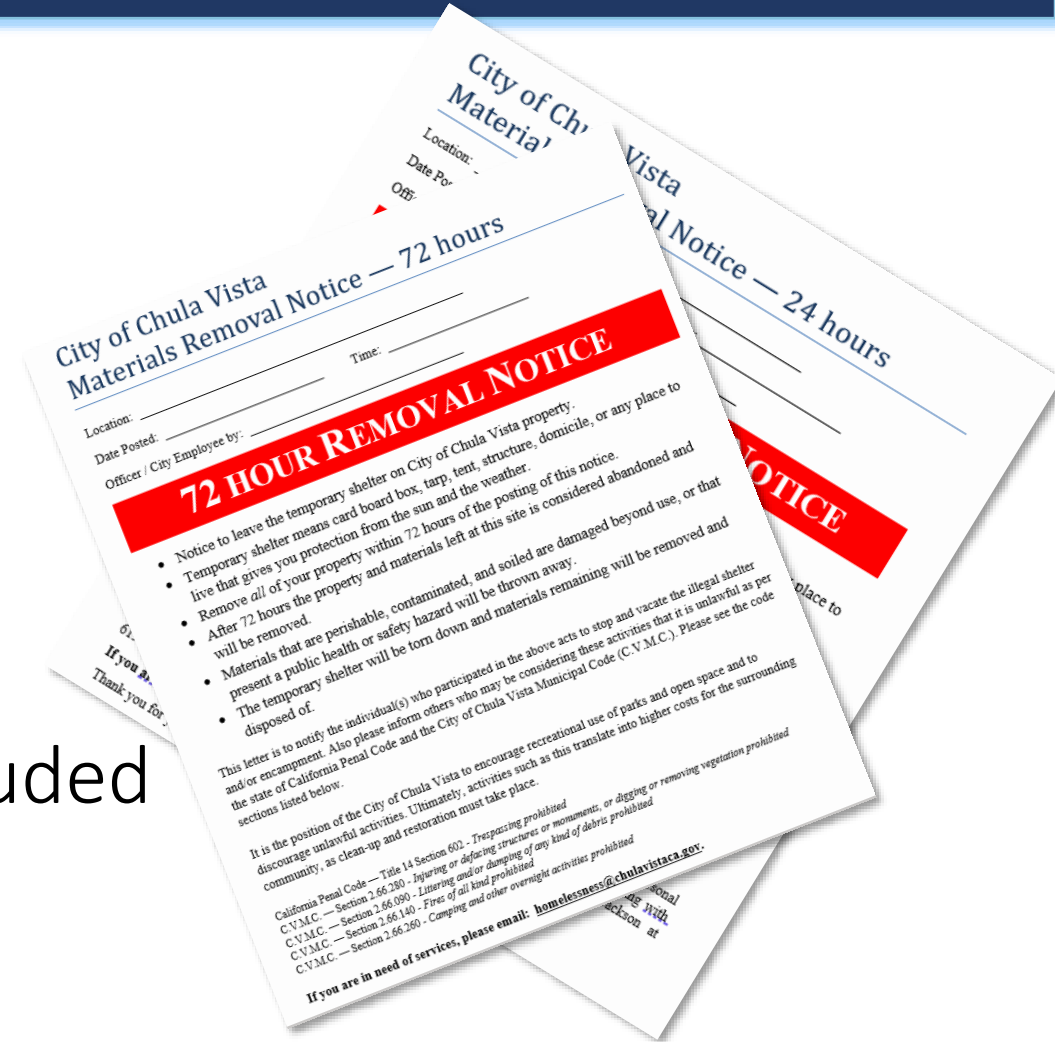 City of Chula Vista
Materials Removal Notice — 72 hours
Location:
Time:
Date Posted:
Officer / City Employee by:
72 HOUR REMOVAL NOTICE
• Notice to leave the temporary shelter on City of Chula Vista property.
• Temporary shelter means card board box, tarp, tent, structure, domicile, or any place to
live that gives you protection from the sun and the weather.
• Remove all of your property within 72 hours of the posting of this notice.
• After 72 hours the property and materials left at this site is considered abandoned and
will be removed.
• Materials that are perishable, contaminated, and soiled are damaged beyond use, or that
present a public health or safety hazard will be thrown away.
• The temporary shelter will be torn down and materials remaining will be removed and
disposed of.
This letter is to notify the individual(s) who participated in the above acts to stop and vacate the illegal shelter
and/or encampment. Also please inform others who may be considering these activities that it is unlawful as per
the state of California Penal Code and the City of Chula Vista Municipal Code (C.V.M.C.). Please see the code
sections listed below.
It is the position of the City of Chula Vista to encourage recreational use of parks and open space and to
discourage unlawful activities. Ultimately, activities such as this translate into higher costs for the surrounding
community, as clean-up and restoration must take place.
California Penal Code — Title 14 Section 602 - Trespassing prohibited
C.V.M.C. — Section 2.66.280 - Injuring or defacing structures or monuments, or digging or removing vegetation prohibited
C.V.M.C. — Section 2.66.090 - Littering and/or dumping of any kind of debris prohibited
C.V.M.C. — Section 2.66.140 - Fires of all kind prohibited
C.V.M.C. — Section 2.66.260 - Camping and other overnight activities prohibited
If you are in need of services, please email: homelessness@chulavistaca.gov.
City of Ch Vista
Material Notice — 24 hours
Location:
Date Po
Offi
NOTICE
place to
61
If you a
Thank you for
sonal
ng with
ackson at
uded